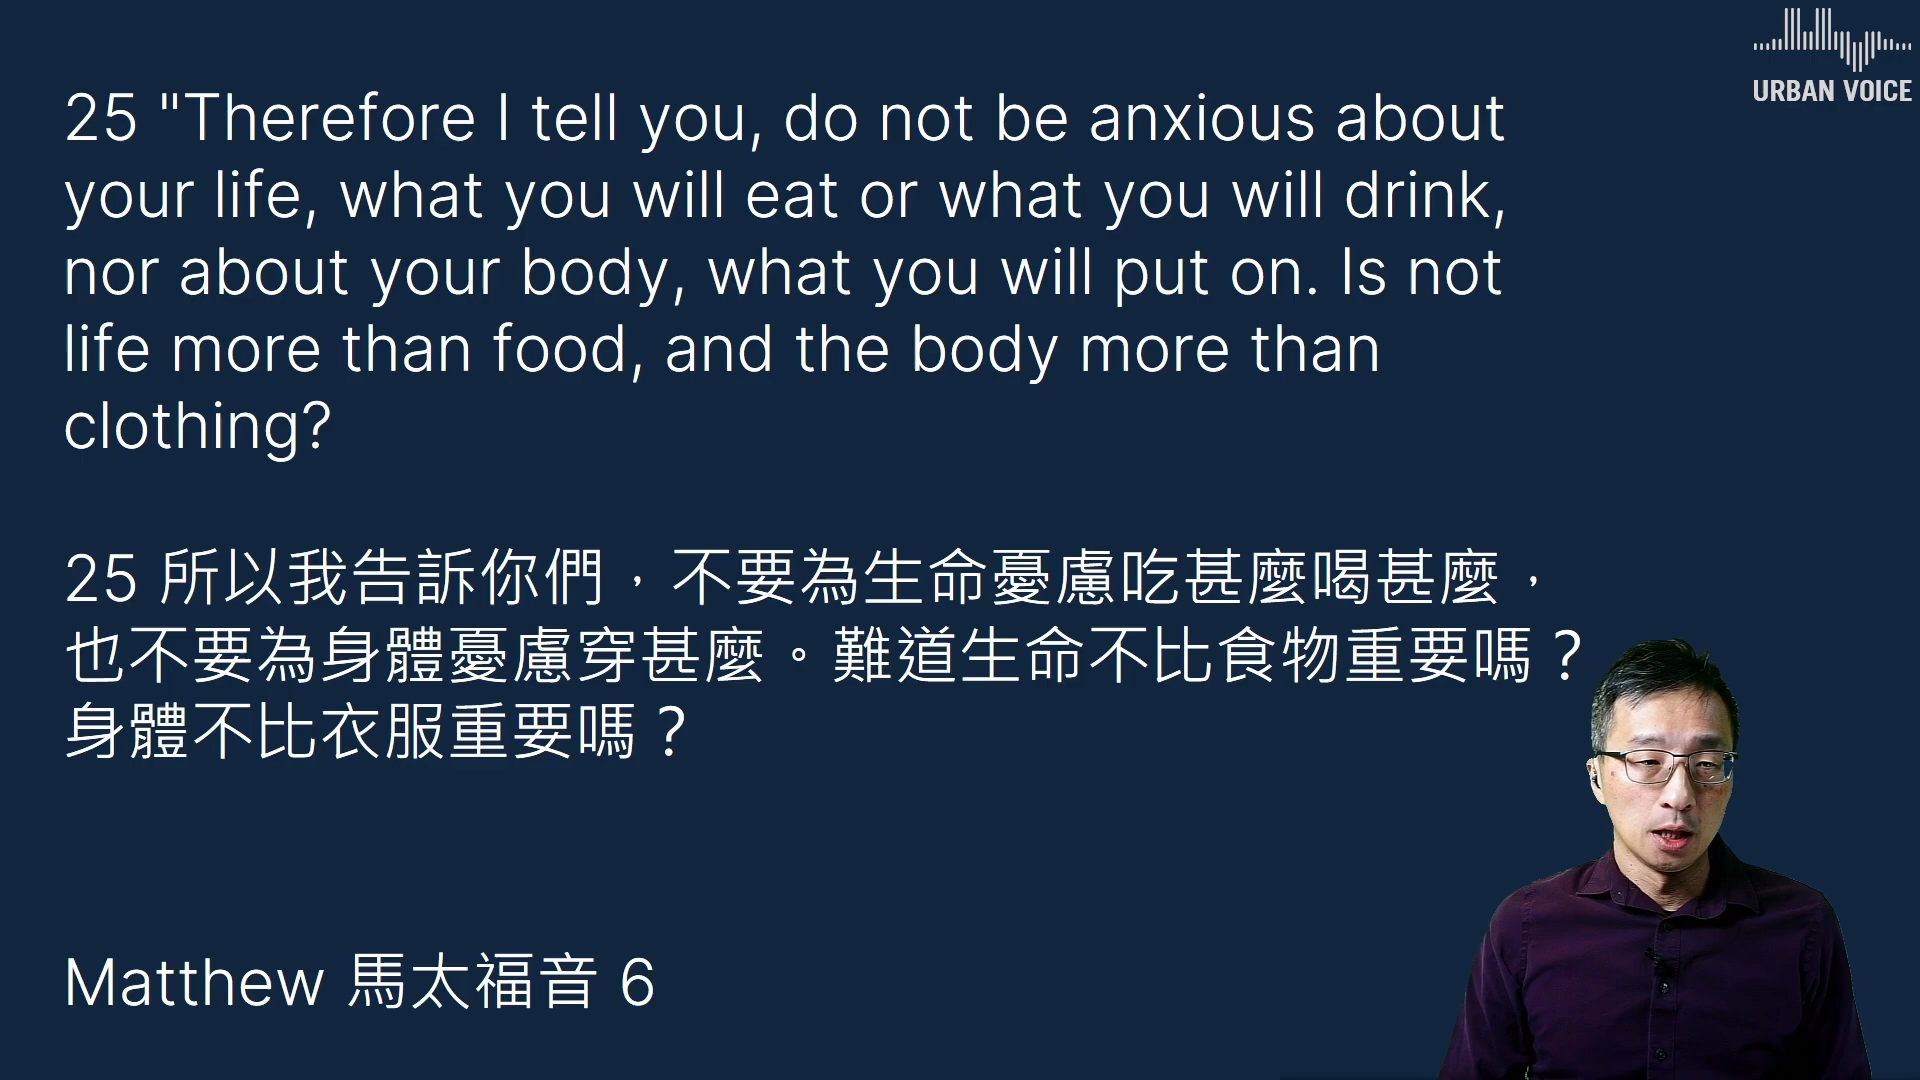 URBAN VOICE
25 "Therefore I tell you, do not be anxious about
your life, what you will eat or what you will drink,
nor about your body, what you will put on. Is not
life more than food, and the body more than
clothing?
25 所以我告訴你們，不要為生命憂慮吃甚麼喝甚麼，
也不要為身體憂慮穿甚麼。難道生命不比食物重要嗎？
身體不比衣服重要嗎？
Matthew 馬太福音 6